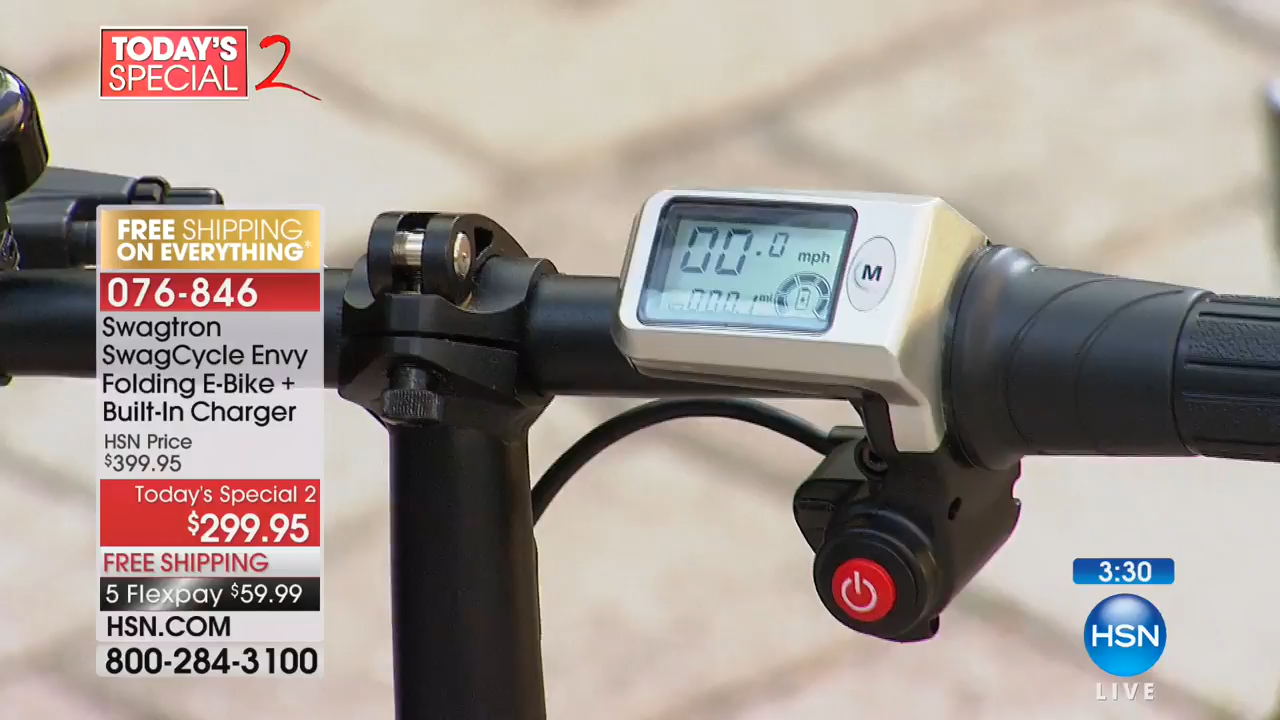 TODAY'S
SPECIAL 2
FREE SHIPPING
ON EVERYTHING*
076-846
Swagtron
SwagCycle Envy
Folding E-Bike +
Built-In Charger
HSN Price
$399.95
Today's Special 2
$299.95
FREE SHIPPING
5 Flexpay $59.99
HSN.COM
800-284-3100
00.0 mph
M
3:30
HSN
LIVE